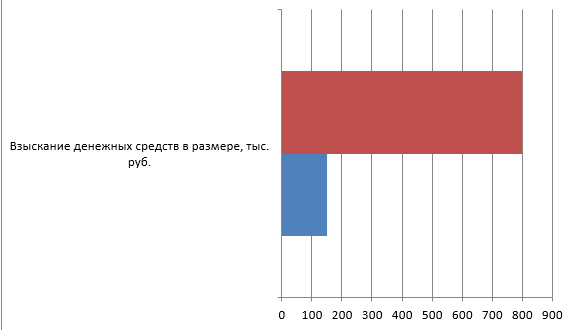 Взыскание денежных средств в размере, тыс.
руб.
0 100 200 300 400 500 600 700 800 900